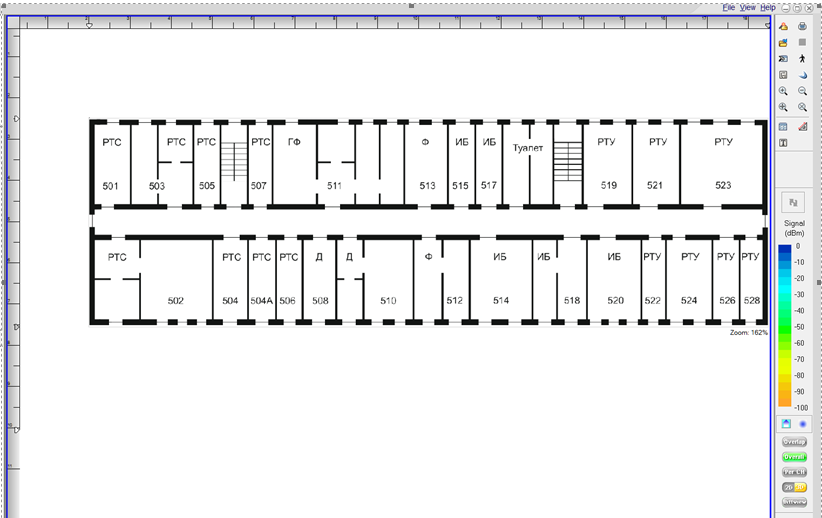 File View Help
РТС РТС РТС РТС ГФ Ф ИБ ИБ Туалет РТУ РТУ РТУ
501 503 505 507 511 513 515 517 519 521 523
РТС РТС РТС РТС Д Д Ф ИБ ИБ ИБ РТУ РТУ РТУ РТУ
502 504 504А 506 508 510 512 514 518 520 522 524 526 528
Zoom: 162%
Signal
(dBm)
0
-10
-20
-30
-40
-50
-60
-70
-80
-90
-100
Overlap
Overall
Per CH
2D 3D